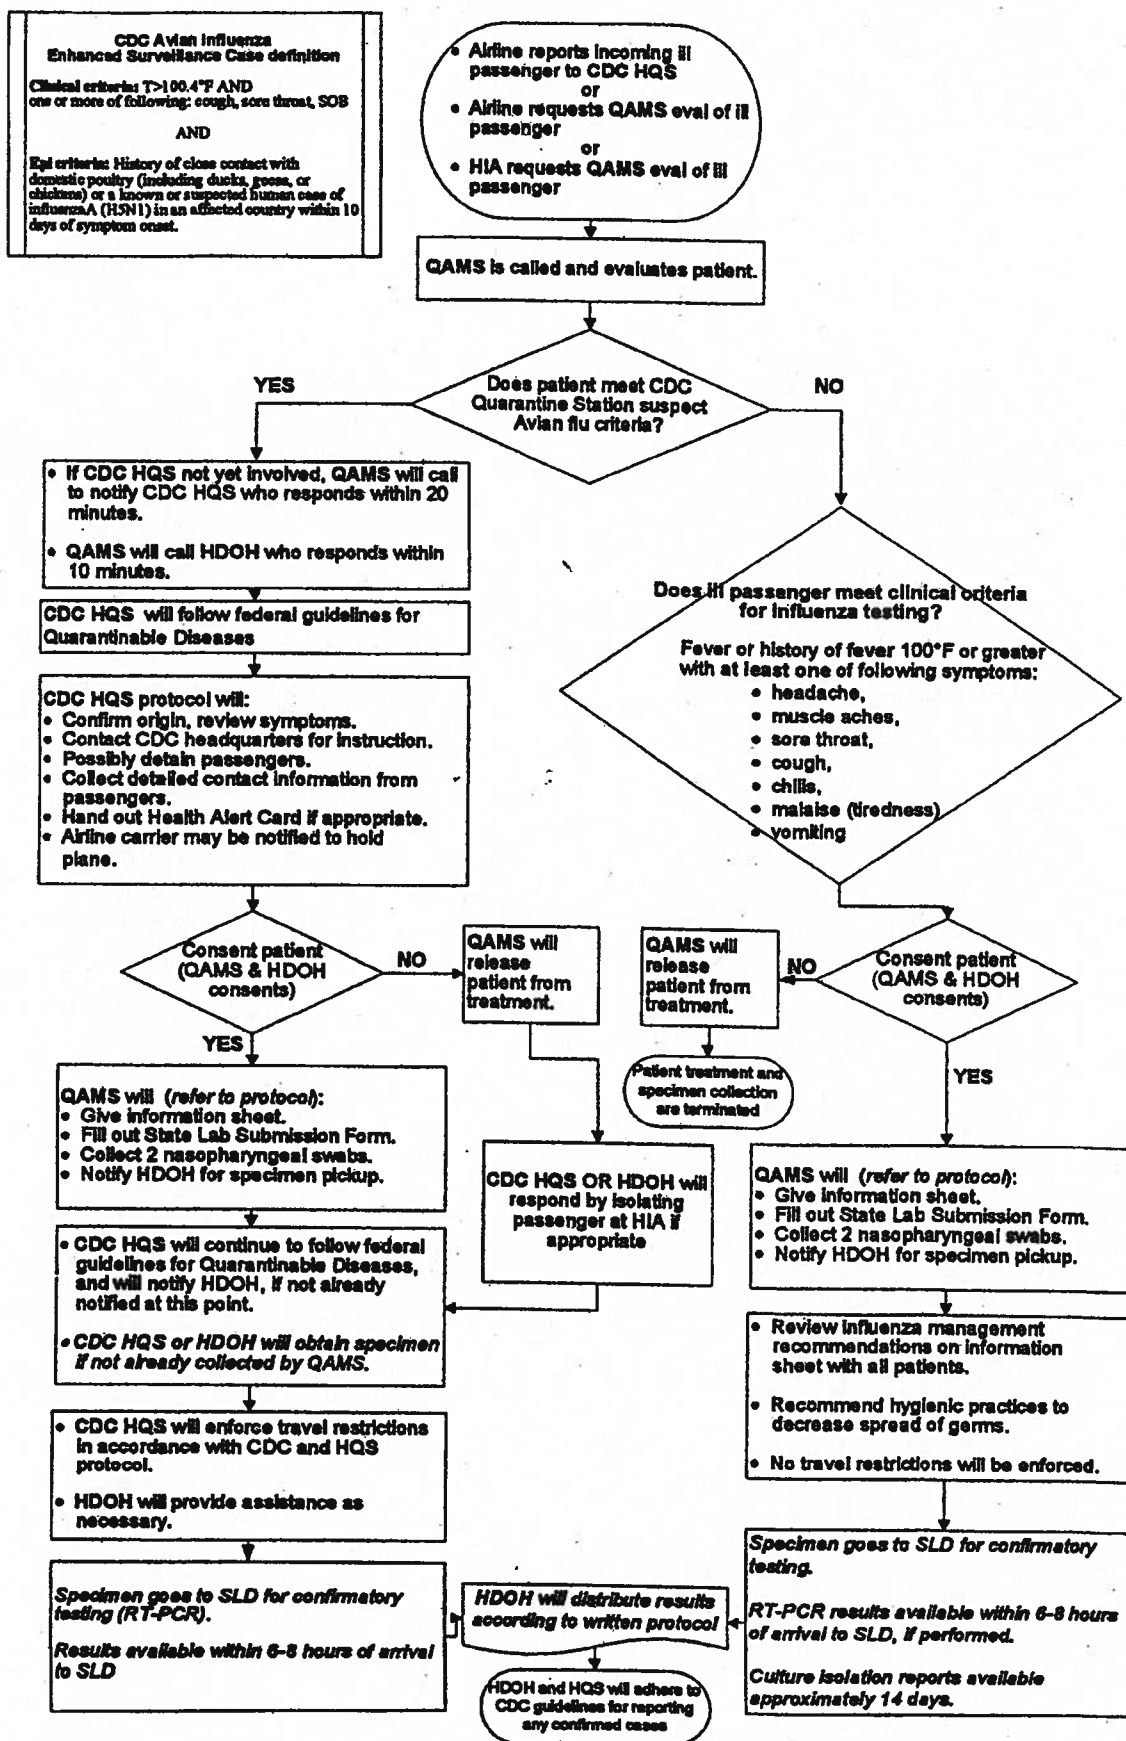 CDC Avian Influenza
Enhanced Surveillance Case definition
Clinical criteria: T>100.4°F AND
one or more of following: cough, sore throat, SOB
AND
Epi criteria: History of close contact with
domestic poultry (including ducks, geese, or
chickens) or a known or suspected human case of
influenzaA (H5N1) in an affected country within 10
days of symptom onset.
• Airline reports incoming ill
passenger to CDC HQS
or
• Airline requests QAMS eval of ill
passenger
or
• HIA requests QAMS eval of ill
passenger
QAMS is called and evaluates patient.
Does patient meet CDC
Quarantine Station suspect
Avian flu criteria?
YES
NO
• If CDC HQS not yet involved, QAMS will call
to notify CDC HQS who responds within 20
minutes.
• QAMS will call HDOH who responds within
10 minutes.
CDC HQS will follow federal guidelines for
Quarantinable Diseases
CDC HQS protocol will:
• Confirm origin, review symptoms.
• Contact CDC headquarters for instruction.
• Possibly detain passengers.
• Collect detailed contact information from
passengers.
• Hand out Health Alert Card if appropriate.
• Airline carrier may be notified to hold
plane.
Does ill passenger meet clinical criteria
for influenza testing?
Fever or history of fever 100°F or greater
with at least one of following symptoms:
• headache,
• muscle aches,
• sore throat,
• cough,
• chills,
• malaise (tiredness)
• vomiting
Consent patient
(QAMS & HDOH
consents)
NO
QAMS will
release
patient from
treatment.
QAMS will
release
patient from
treatment.
NO
Consent patient
(QAMS & HDOH
consents)
YES
YES
Patient treatment and
specimen collection
are terminated
QAMS will (refer to protocol):
• Give information sheet.
• Fill out State Lab Submission Form.
• Collect 2 nasopharyngeal swabs.
• Notify HDOH for specimen pickup.
CDC HQS OR HDOH will
respond by isolating
passenger at HIA if
appropriate
QAMS will (refer to protocol):
• Give information sheet.
• Fill out State Lab Submission Form.
• Collect 2 nasopharyngeal swabs.
• Notify HDOH for specimen pickup.
• CDC HQS will continue to follow federal
guidelines for Quarantinable Diseases,
and will notify HDOH, if not already
notified at this point.
• CDC HQS or HDOH will obtain specimen
if not already collected by QAMS.
• Review influenza management
recommendations on information
sheet with all patients.
• Recommend hygienic practices to
decrease spread of germs.
• No travel restrictions will be enforced.
• CDC HQS will enforce travel restrictions
in accordance with CDC and HQS
protocol.
• HDOH will provide assistance as
necessary.
Specimen goes to SLD for confirmatory
testing (RT-PCR).
Results available within 6-8 hours of arrival
to SLD
HDOH will distribute results
according to written protocol
Specimen goes to SLD for confirmatory
testing.
RT-PCR results available within 6-8 hours
of arrival to SLD, if performed.
Culture isolation reports available
approximately 14 days.
HDOH and HQS will adhere to
CDC guidelines for reporting
any confirmed cases